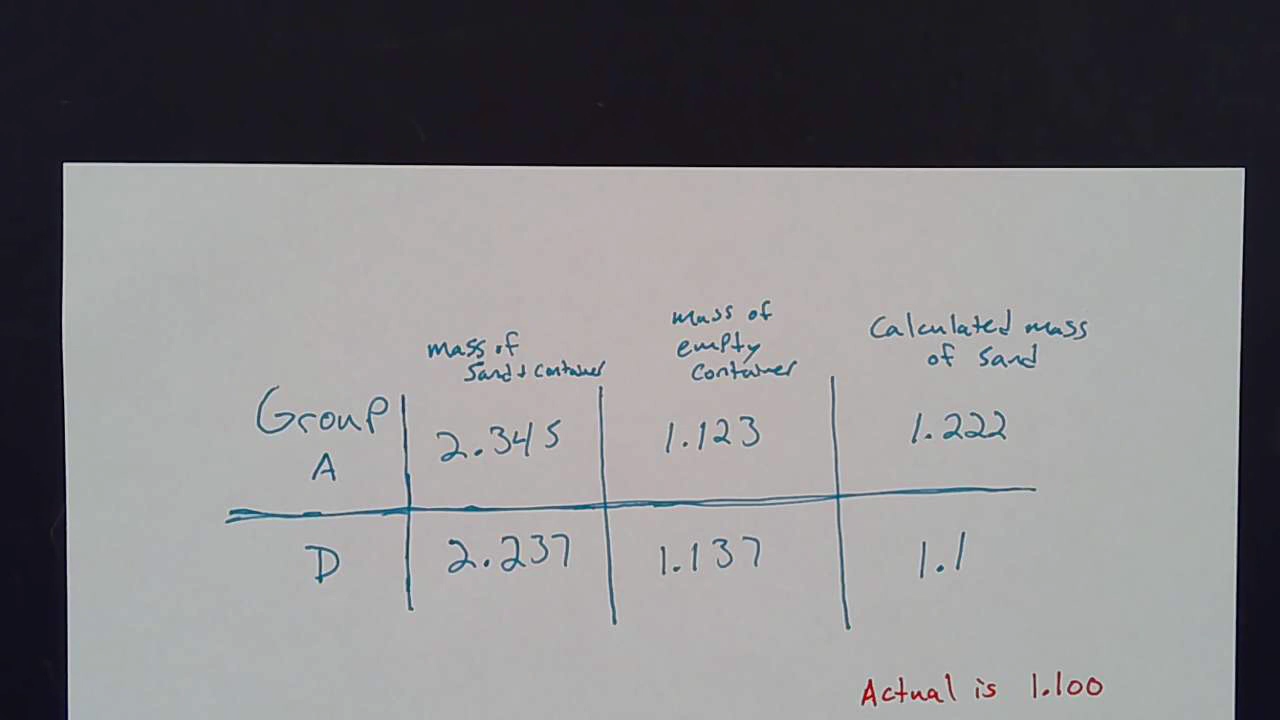 mass of
Sand + Container
mass of
empty
Container
Calculated mass
of Sand
Group
A
2.345
1.123
1.222
D
2.237
1.137
1.1
Actual is 1.100